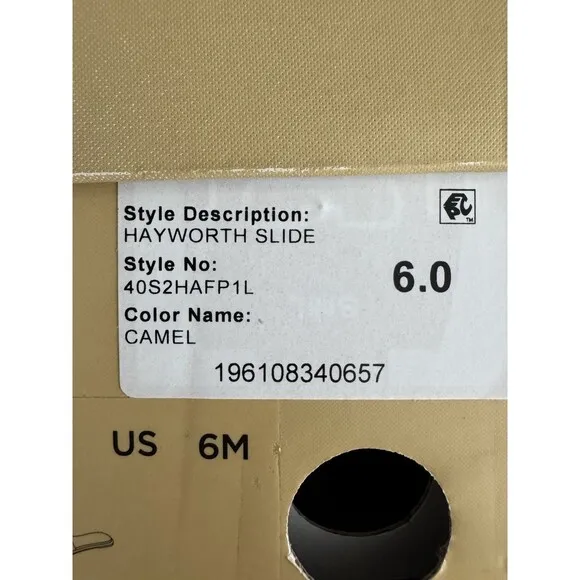 Style Description:
HAYWORTH SLIDE
Style No:
40S2HAFP1L
6.0
Color Name:
CAMEL
196108340657
US 6M